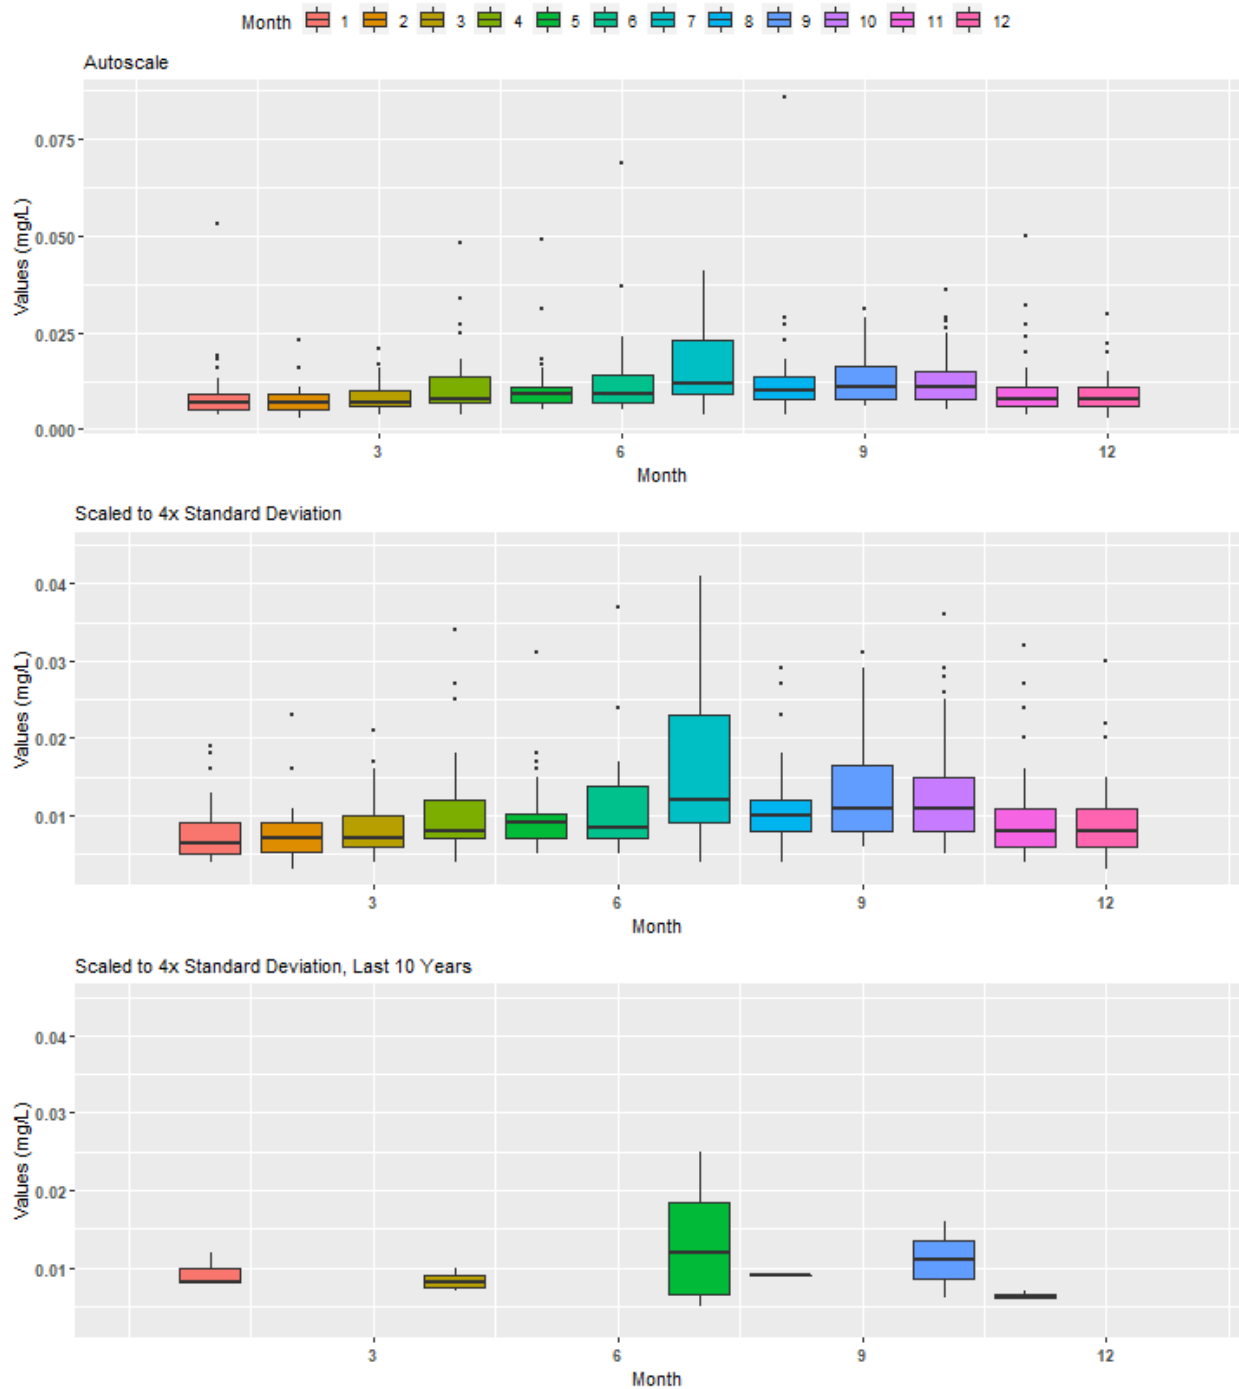 Month 1 2 3 4 5 6 7 8 9 10 11 12
Autoscale
Values (mg/L)
0.075
0.050
0.025
0.000
3 6 9 12
Month
Scaled to 4x Standard Deviation
Values (mg/L)
0.04
0.03
0.02
0.01
3 6 9 12
Month
Scaled to 4x Standard Deviation, Last 10 Years
Values (mg/L)
0.04
0.03
0.02
0.01
3 6 9 12
Month